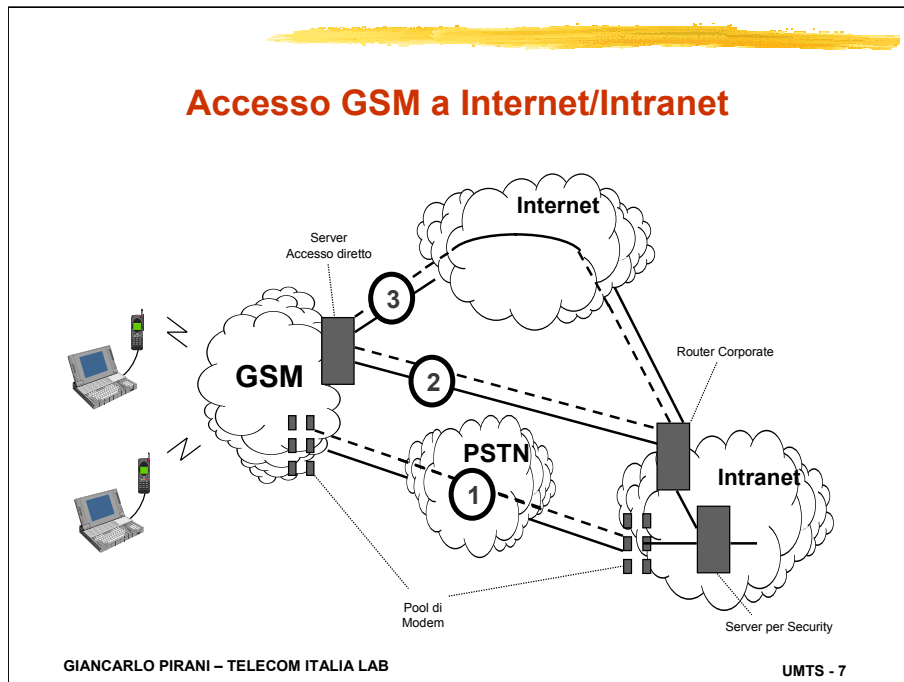 Accesso GSM a Internet/Intranet
Internet
Server
Accesso diretto
3
Router Corporate
GSM
2
PSTN
Intranet
1
Pool di
Modem
Server per Security
GIANCARLO PIRANI – TELECOM ITALIA LAB
UMTS - 7